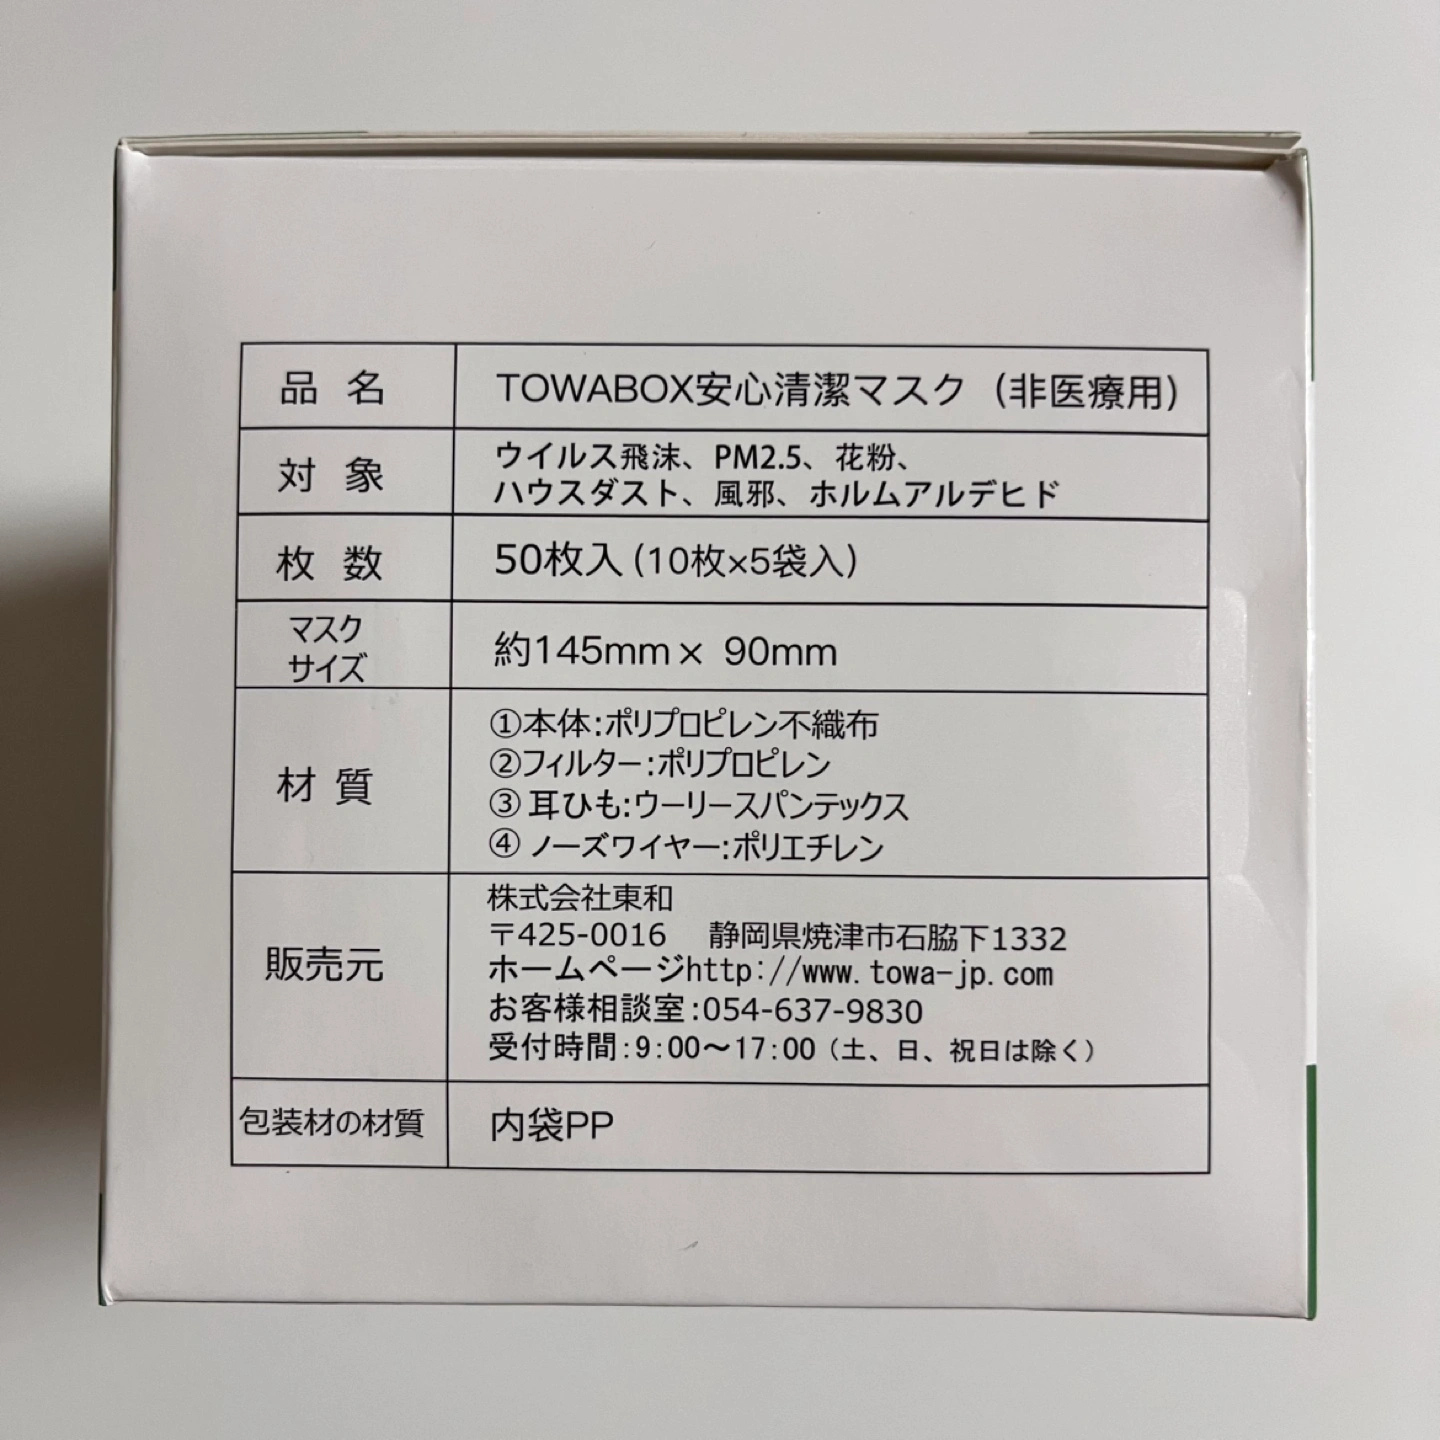 品名 TOWABOX安心清潔マスク(非医療用)
対象 ウイルス飛沫、PM2.5、花粉、
ハウスダスト、風邪、ホルムアルデヒド
枚数 50枚入(10枚×5袋入)
マスク
サイズ
約145mm× 90mm
材質
①本体:ポリプロピレン不織布
②フィルター:ポリプロピレン
③耳ひも:ウーリースパンテックス
④ノーズワイヤー:ポリエチレン
販売元
株式会社東和
〒425-0016 静岡県焼津市石脇下1332
ホームページhttp://www.towa-jp.com
お客様相談室:054-637-9830
受付時間:9:00〜17:00(土、日、祝日は除く)
包装材の材質 内袋PP